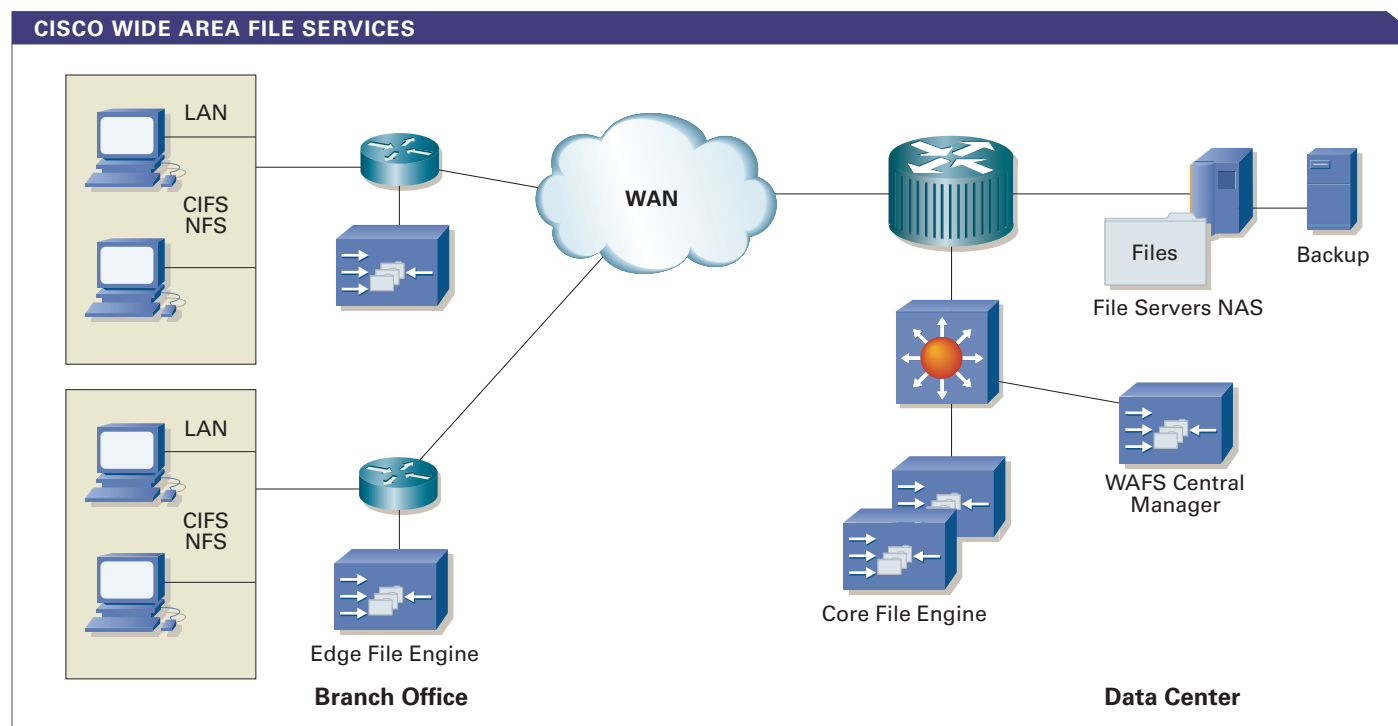 CISCO WIDE AREA FILE SERVICES
LAN
CIFS
NFS
WAN
Files
File Servers NAS
Backup
LAN
CIFS
NFS
Edge File Engine
Core File Engine
WAFS Central
Manager
Branch Office
Data Center